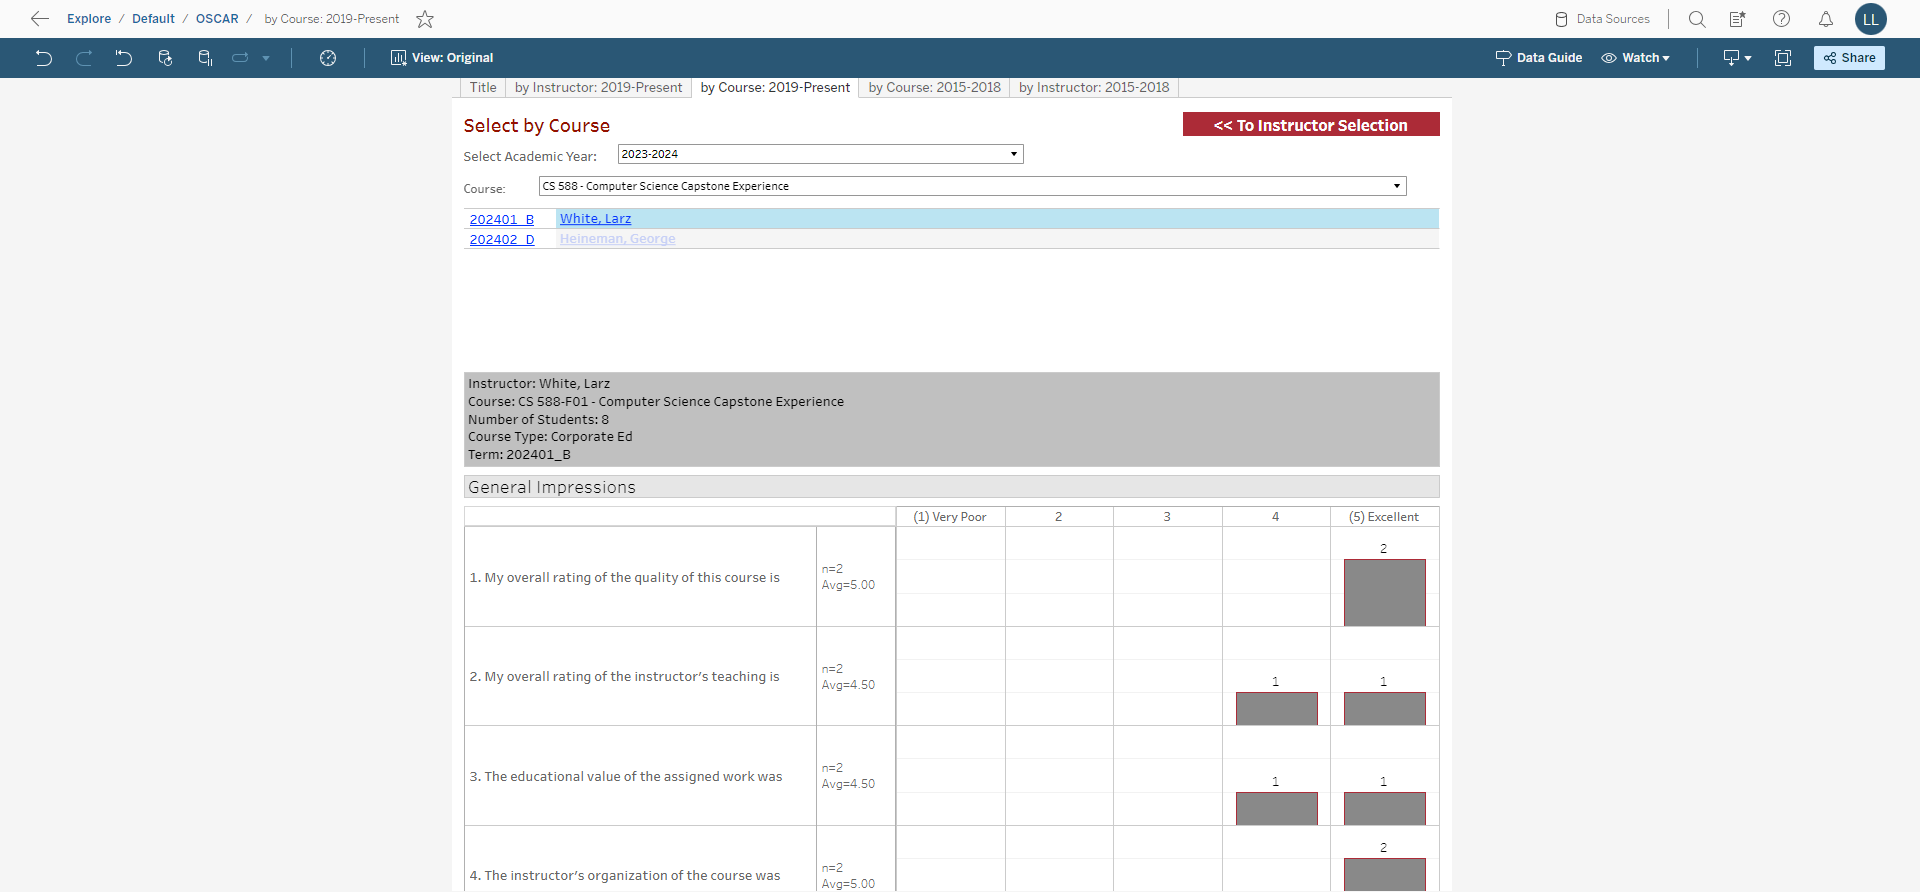 Explore / Default / OSCAR / by Course: 2019-Present
Data Sources
LL
View: Original
Data Guide
Watch
Share
Title
by Instructor: 2019-Present
by Course: 2019-Present
by Course: 2015-2018
by Instructor: 2015-2018
Select by Course
<< To Instructor Selection
Select Academic Year:
2023-2024
Course:
CS 588 - Computer Science Capstone Experience
202401_B White, Larz
202402_D Heineman, George
Instructor: White, Larz
Course: CS 588-F01 - Computer Science Capstone Experience
Number of Students: 8
Course Type: Corporate Ed
Term: 202401_B
General Impressions
(1) Very Poor 2 3 4 (5) Excellent
2
1. My overall rating of the quality of this course is
n=2
Avg=5.00
2. My overall rating of the instructor's teaching is
n=2
Avg=4.50
1 1
3. The educational value of the assigned work was
n=2
Avg=4.50
1 1
2
4. The instructor's organization of the course was
n=2
Avg=5.00